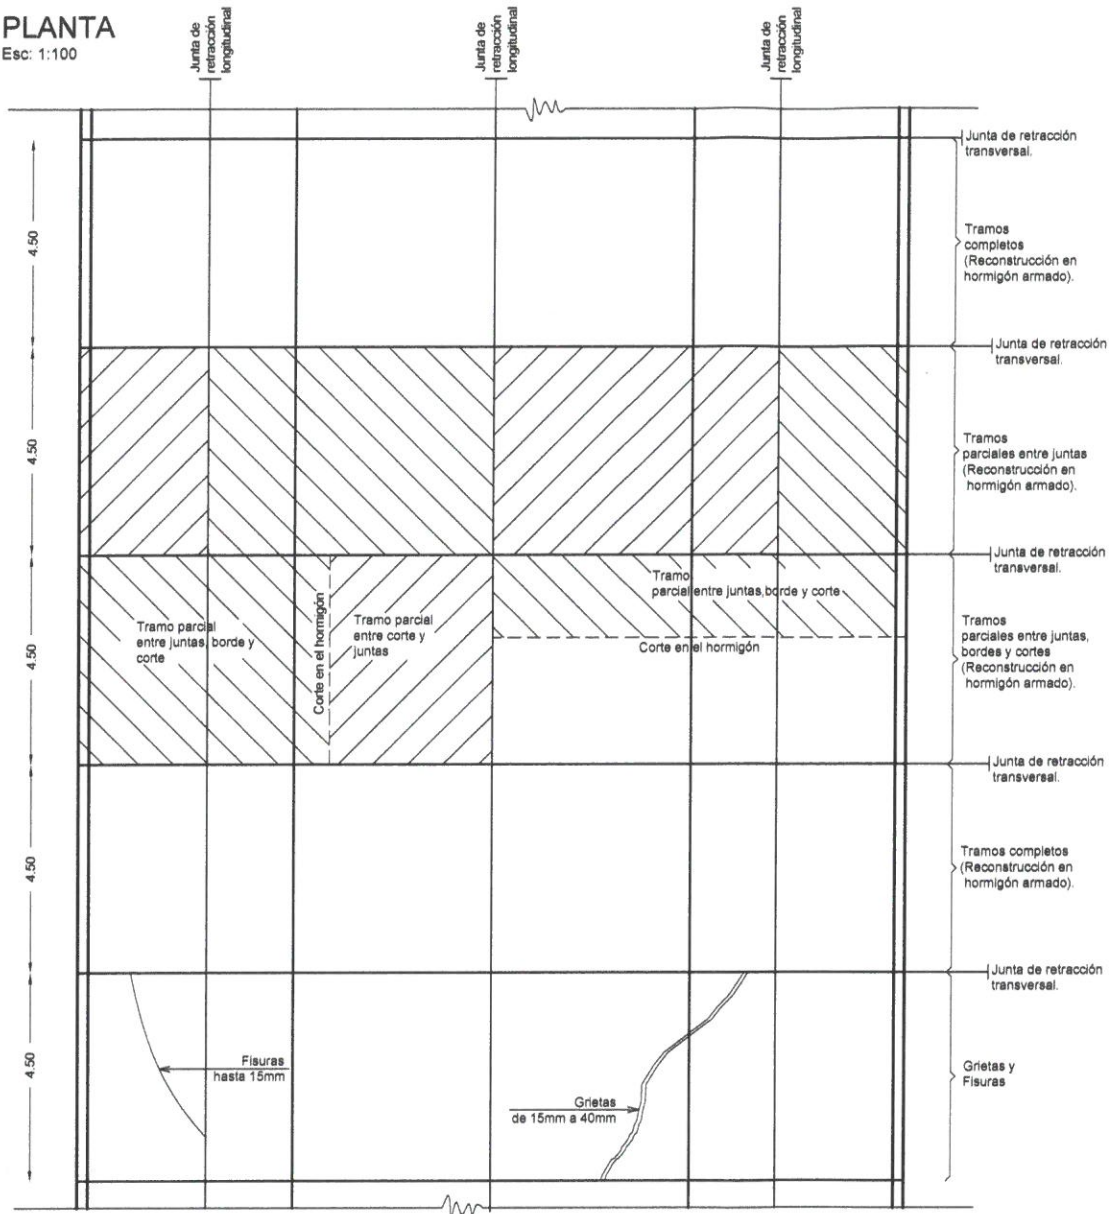 PLANTA
Esc: 1:100
Junta de
retracción
longitudinal
Junta de
retracción
longitudinal
Junta de
retracción
longitudinal
Junta de retracción
transversal.
4.50
Tramos
completos
(Reconstrucción en
hormigón armado).
Junta de retracción
transversal.
4.50
Tramos
parciales entre juntas
(Reconstrucción en
hormigón armado).
Junta de retracción
transversal.
4.50
Tramo parcial
entre juntas, borde y
corte
Corte en el hormigón
Tramo parcial
entre corte y
juntas
Tramo
parcial entre juntas,borde y corte
Corte en el hormigón
Tramos
parciales entre juntas,
bordes y cortes
(Reconstrucción en
hormigón armado).
Junta de retracción
transversal.
4.50
Tramos completos
(Reconstrucción en
hormigón armado).
Junta de retracción
transversal.
4.50
Fisuras
hasta 15mm
Grietas
de 15mm a 40mm
Grietas y
Fisuras